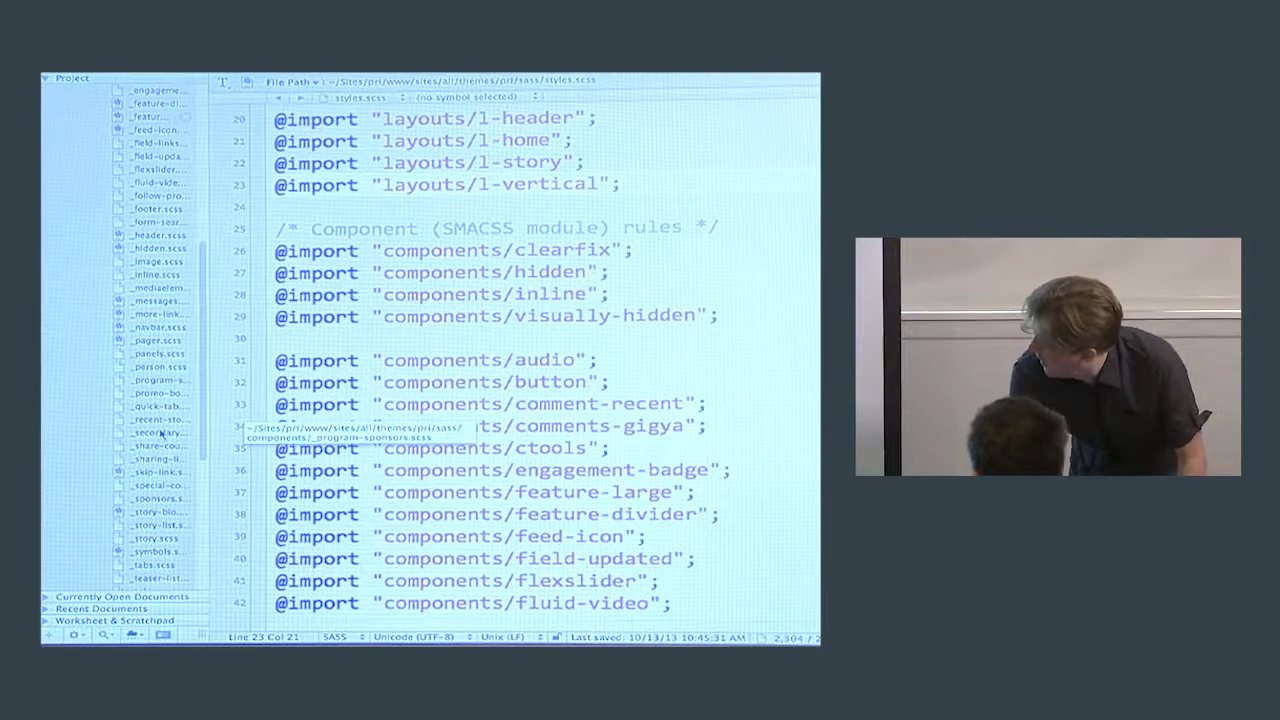 Project
_engageme...
_feature-di...
_featur...
_feed-icon....
_field-links...
_field-upda...
_flexslider....
_fluid-vide...
_follow-pro...
_footer.scss
_form-sear...
_header.scss
_hidden.scss
_image.scss
_inline.scss
_mediaelem...
_messages....
_more-link....
_navbar.scss
_pager.scss
_panels.scss
_person.scss
_program-s...
_promo-bo...
_quick-tab....
_recent-sto...
_secondary....
_share-cou...
_sharing-li...
_skip-link.s...
_special-co...
_sponsors.s...
_story-blo....
_story-list.s...
_story.scss
_symbols.s...
_tabs.scss
_teaser-list...
Currently Open Documents
Recent Documents
Worksheet & Scratchpad
File Path ▾ : ~/Sites/pri/www/sites/all/themes/pri/sass/styles.scss
styles.scss (no symbol selected)
20 @import "layouts/l-header";
21 @import "layouts/l-home";
22 @import "layouts/l-story";
23 @import "layouts/l-vertical";
24
25 /* Component (SMACSS module) rules */
26 @import "components/clearfix";
27 @import "components/hidden";
28 @import "components/inline";
29 @import "components/visually-hidden";
30
31 @import "components/audio";
32 @import "components/button";
33 @import "components/comment-recent";
~/Sites/pri/www/sites/all/themes/pri/sass/
components/_program-sponsors.scss
nts/comments-gigya";
35 @import "components/ctools";
36 @import "components/engagement-badge";
37 @import "components/feature-large";
38 @import "components/feature-divider";
39 @import "components/feed-icon";
40 @import "components/field-updated";
41 @import "components/flexslider";
42 @import "components/fluid-video";
Line 23 Col 21 SASS Unicode (UTF-8) Unix (LF) Last saved: 10/13/13 10:45:31 AM 2,304 / 2